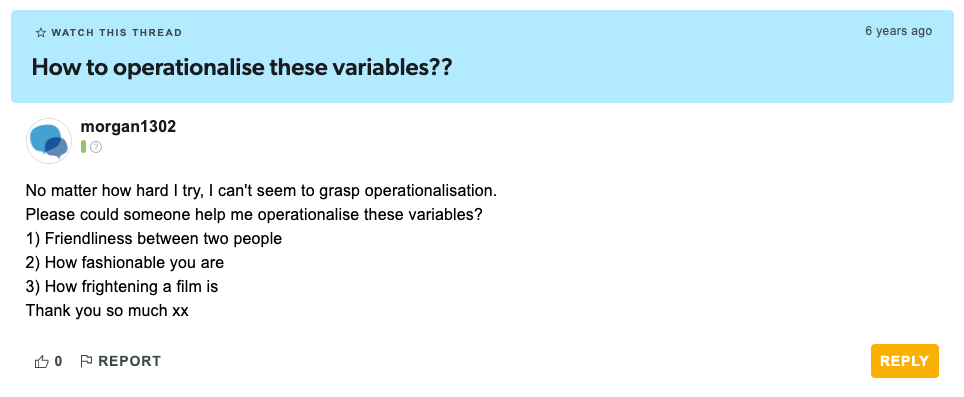 WATCH THIS THREAD
6 years ago
How to operationalise these variables??
morgan1302
?
No matter how hard I try, I can't seem to grasp operationalisation.
Please could someone help me operationalise these variables?
1) Friendliness between two people
2) How fashionable you are
3) How frightening a film is
Thank you so much xx
0 REPORT
REPLY